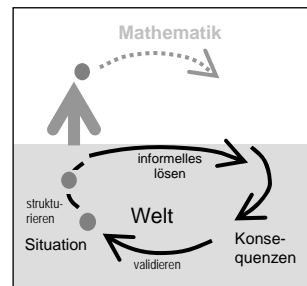 Mathematik
informelles
lösen
struktu-
rieren
Welt
Situation
Konse-
quenzen
validieren